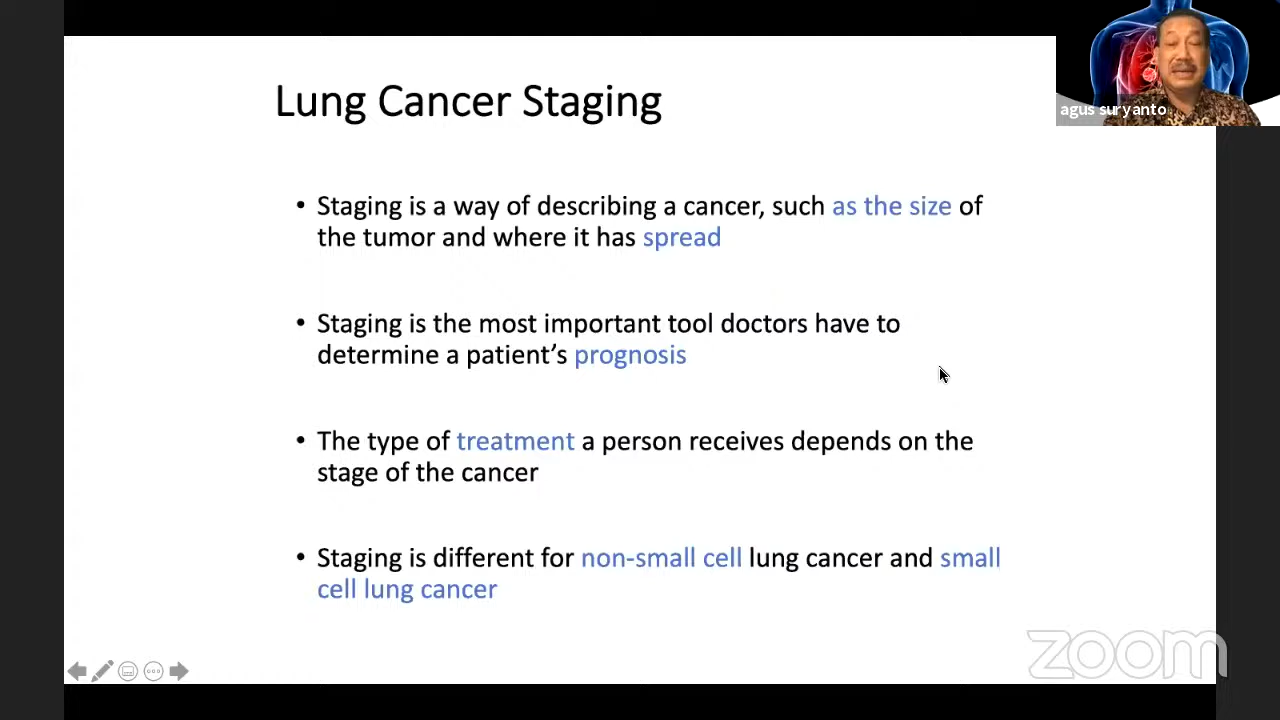 Lung Cancer Staging
agus suryanto
• Staging is a way of describing a cancer, such as the size of
the tumor and where it has spread
• Staging is the most important tool doctors have to
determine a patient’s prognosis
• The type of treatment a person receives depends on the
stage of the cancer
• Staging is different for non-small cell lung cancer and small
cell lung cancer
zoom